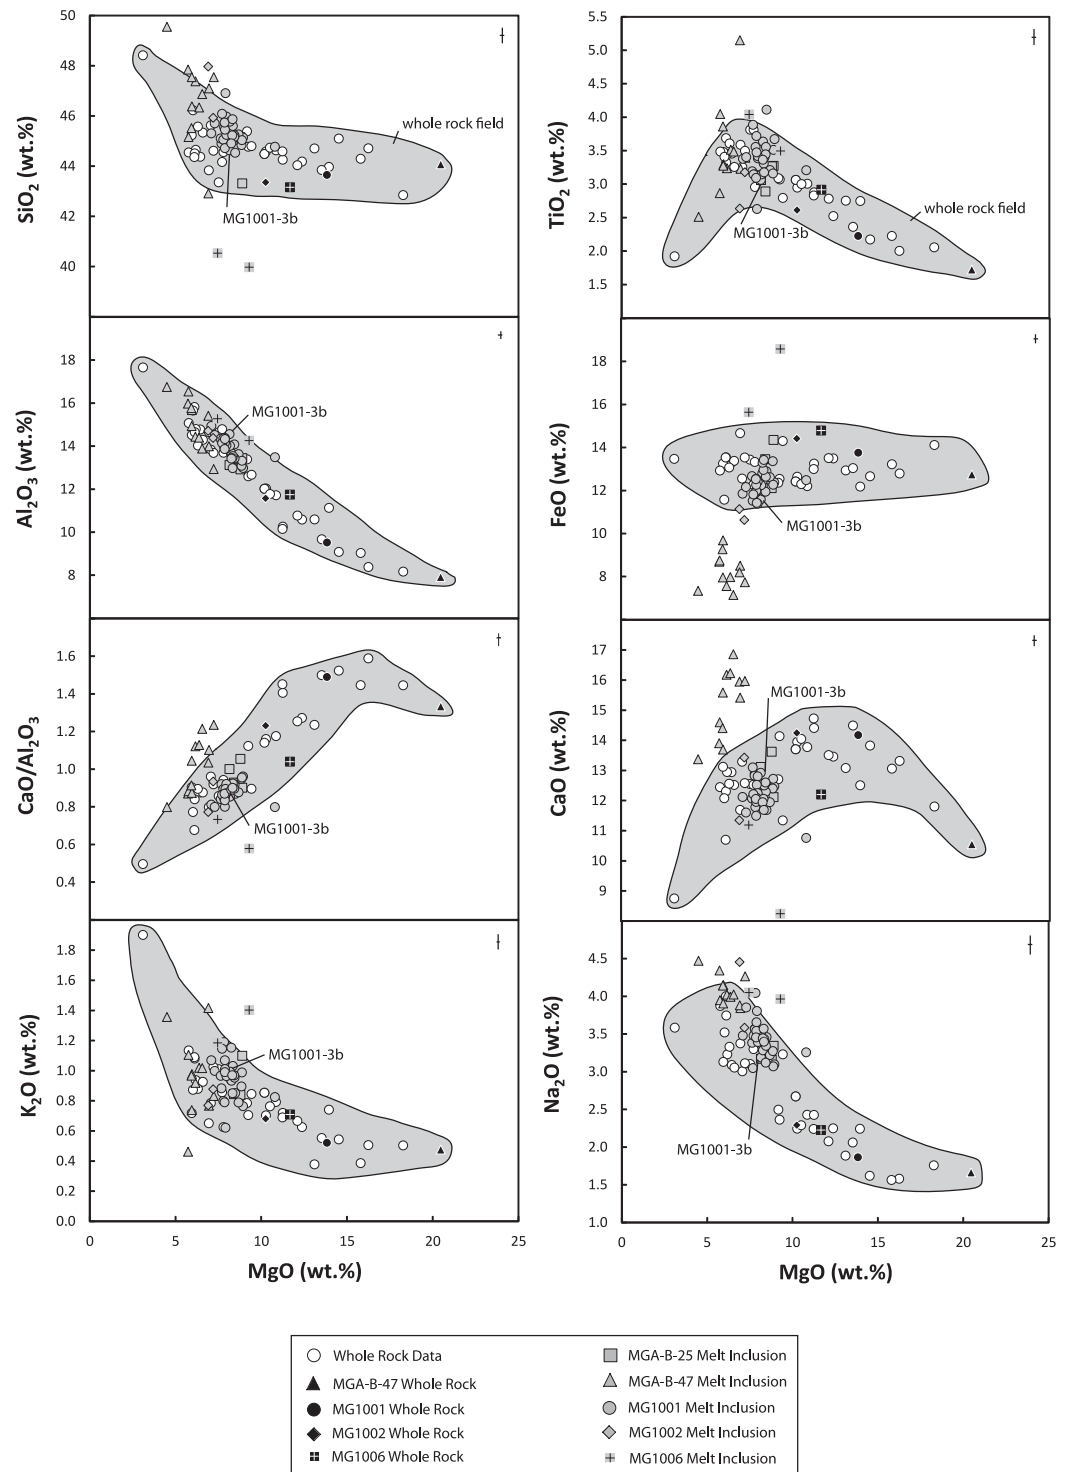 50
48
46
44
42
40
SiO2 (wt.%)
whole rock field
MG1001-3b
5.5
5.0
4.5
4.0
3.5
3.0
2.5
2.0
1.5
TiO2 (wt.%)
whole rock field
MG1001-3b
18
16
14
12
10
8
Al2O3 (wt.%)
MG1001-3b
18
16
14
12
10
8
FeO (wt.%)
MG1001-3b
1.6
1.4
1.2
1.0
0.8
0.6
0.4
CaO/Al2O3
MG1001-3b
17
16
15
14
13
12
11
10
9
CaO (wt.%)
MG1001-3b
1.8
1.6
1.4
1.2
1.0
0.8
0.6
0.4
0.2
0.0
K2O (wt.%)
MG1001-3b
0 5 10 15 20 25
MgO (wt.%)
4.5
4.0
3.5
3.0
2.5
2.0
1.5
1.0
Na2O (wt.%)
MG1001-3b
0 5 10 15 20 25
MgO (wt.%)
Whole Rock Data
MGA-B-47 Whole Rock
MG1001 Whole Rock
MG1002 Whole Rock
MG1006 Whole Rock
MGA-B-25 Melt Inclusion
MGA-B-47 Melt Inclusion
MG1001 Melt Inclusion
MG1002 Melt Inclusion
MG1006 Melt Inclusion